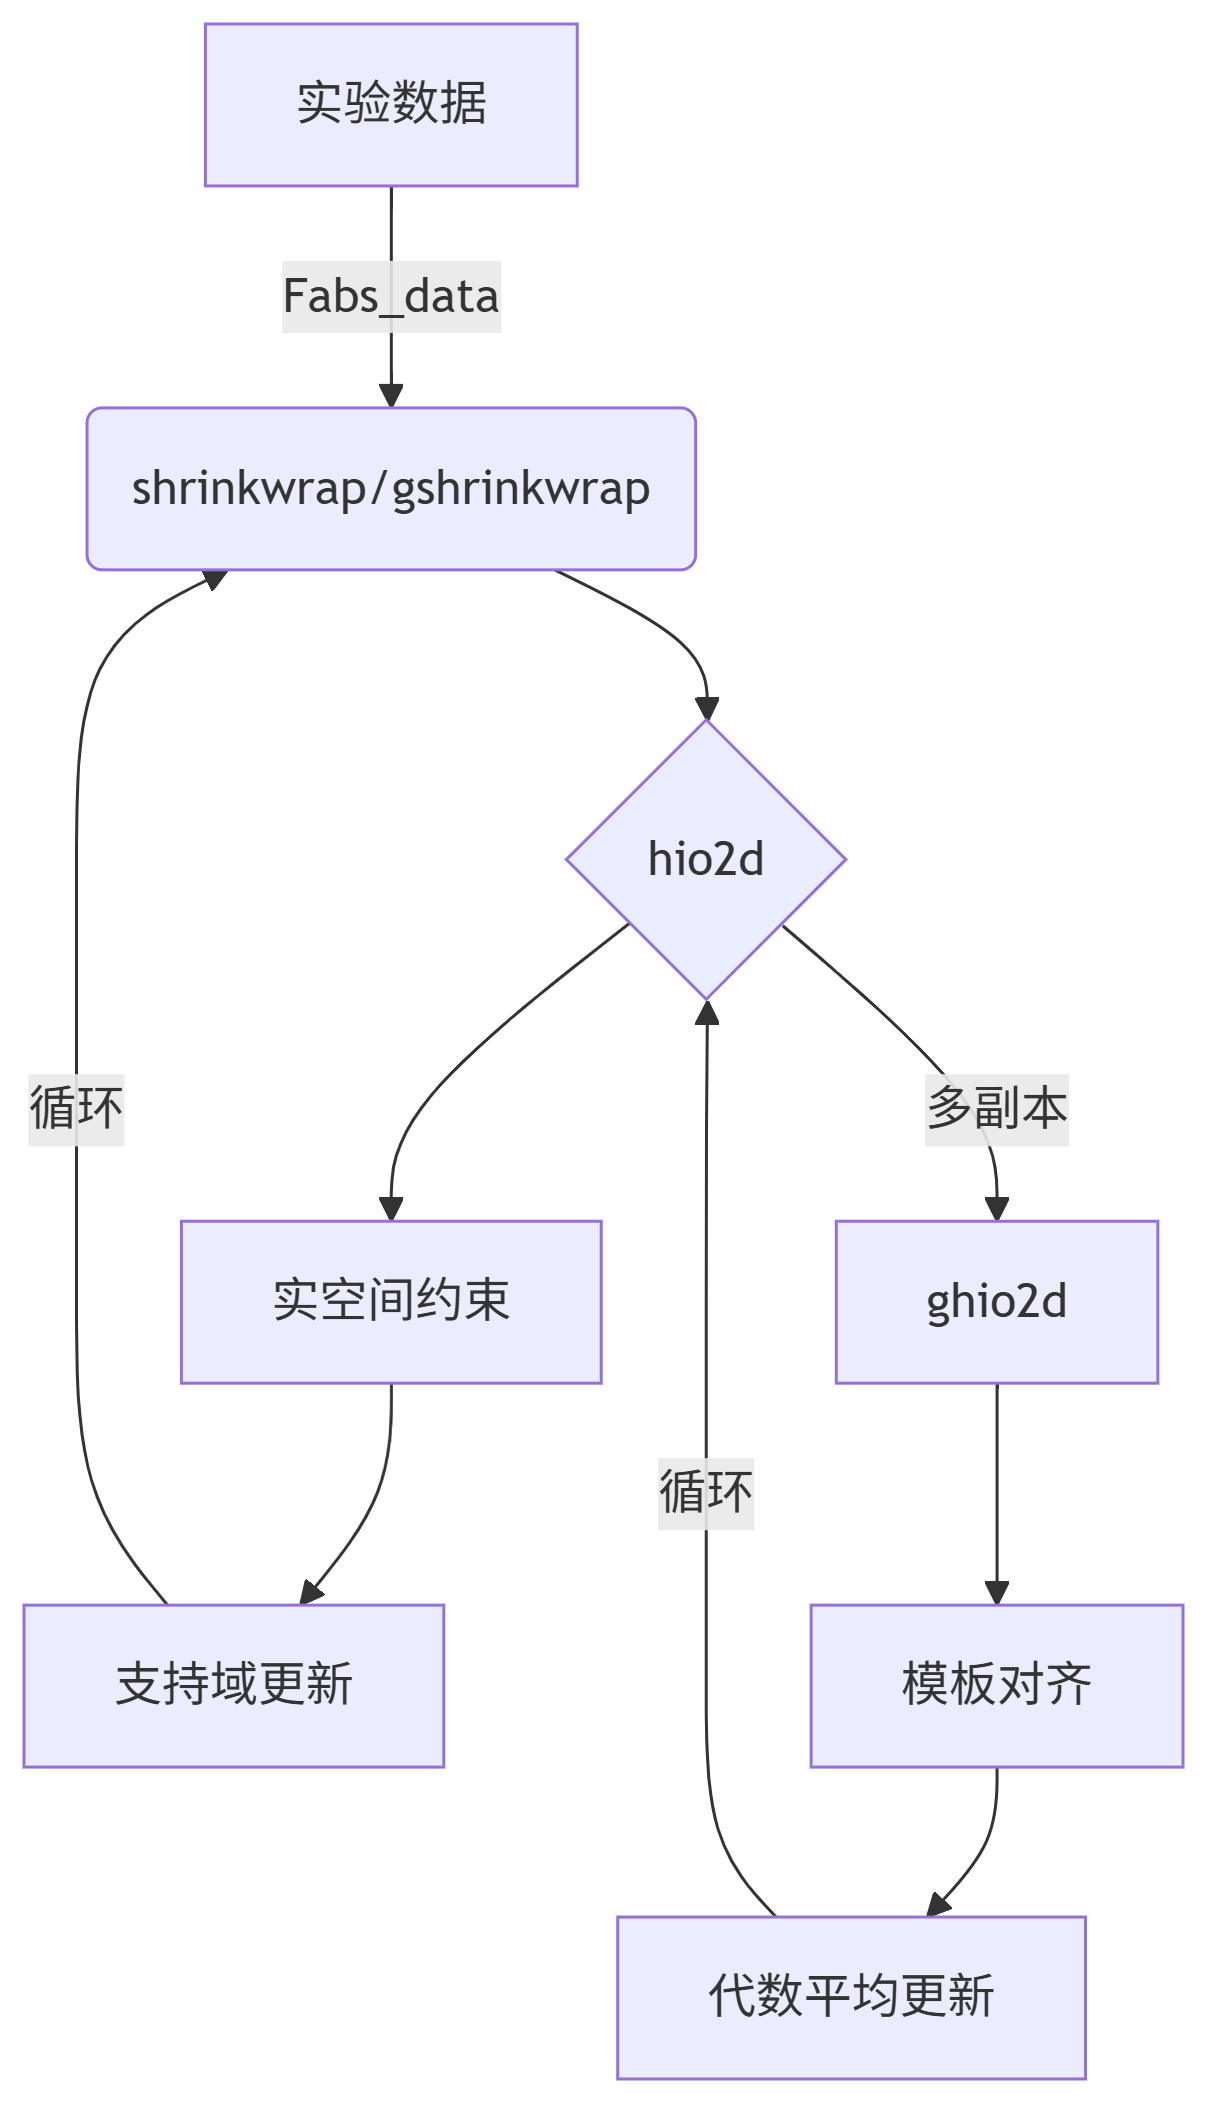 实验数据
Fabs_data
shrinkwrap/gshrinkwrap
hio2d
循环
多副本
实空间约束
ghio2d
循环
支持域更新
模板对齐
代数平均更新